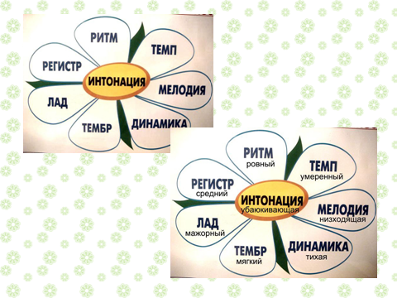 РИТМ
ТЕМП
РЕГИСТР
ИНТОНАЦИЯ
МЕЛОДИЯ
ЛАД
ТЕМБР
ДИНАМИКА
РИТМ
ровный
ТЕМП
умеренный
РЕГИСТР
средний
ИНТОНАЦИЯ
убаюкивающая
МЕЛОДИЯ
низходящая
ЛАД
мажорный
ТЕМБР
мягкий
ДИНАМИКА
тихая